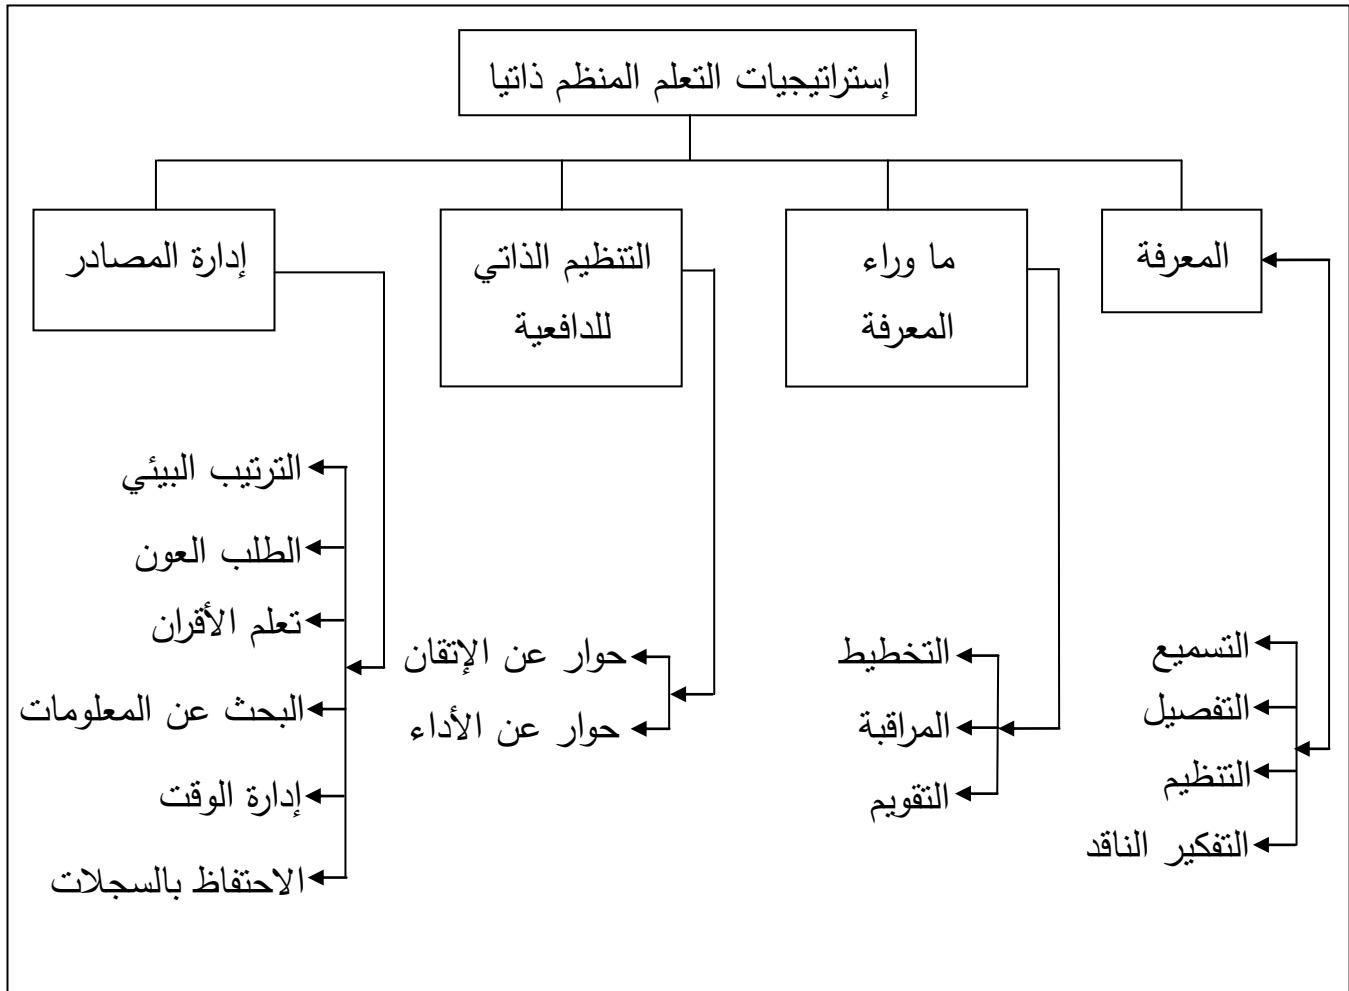 إستراتيجيات التعلم المنظم ذاتيا
المعرفة
ما وراء
المعرفة
التنظيم الذاتي
للدافعية
إدارة المصادر
التسميع
التفصيل
التنظيم
التفكير الناقد
التخطيط
المراقبة
التقويم
حوار عن الإتقان
حوار عن الأداء
الترتيب البيئي
الطلب العون
تعلم الأقران
البحث عن المعلومات
إدارة الوقت
الاحتفاظ بالسجلات